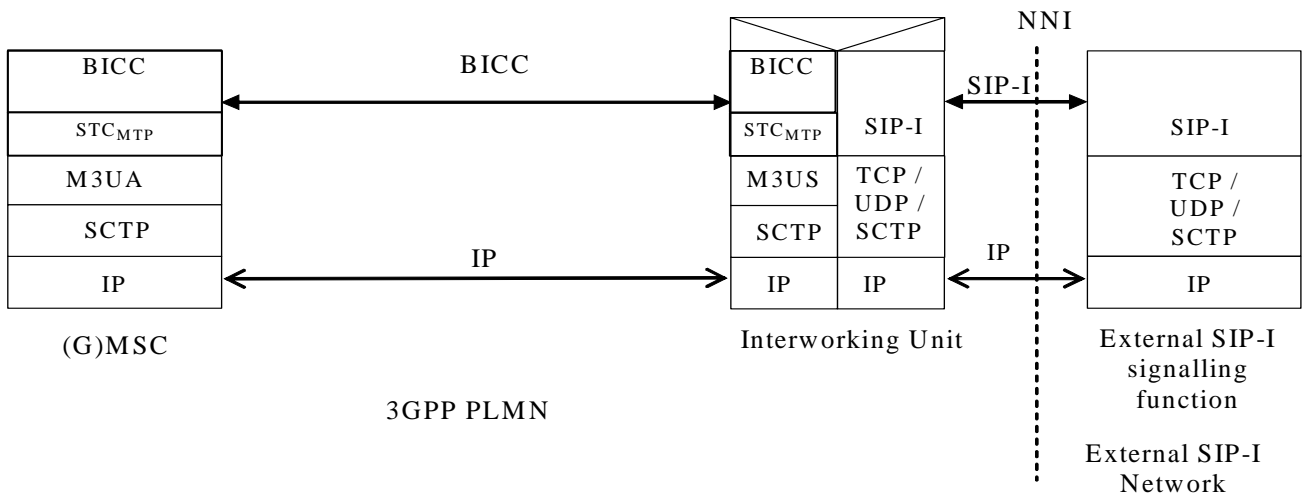 NNI
BICC
STCMTP
M3UA
SCTP
IP
(G)MSC
BICC
IP
3GPP PLMN
BICC
STCMTP
M3US
SCTP
IP
SIP-I
TCP /
UDP /
SCTP
IP
Interworking Unit
SIP-I
IP
SIP-I
TCP /
UDP /
SCTP
IP
External SIP-I
signalling
function
External SIP-I
Network